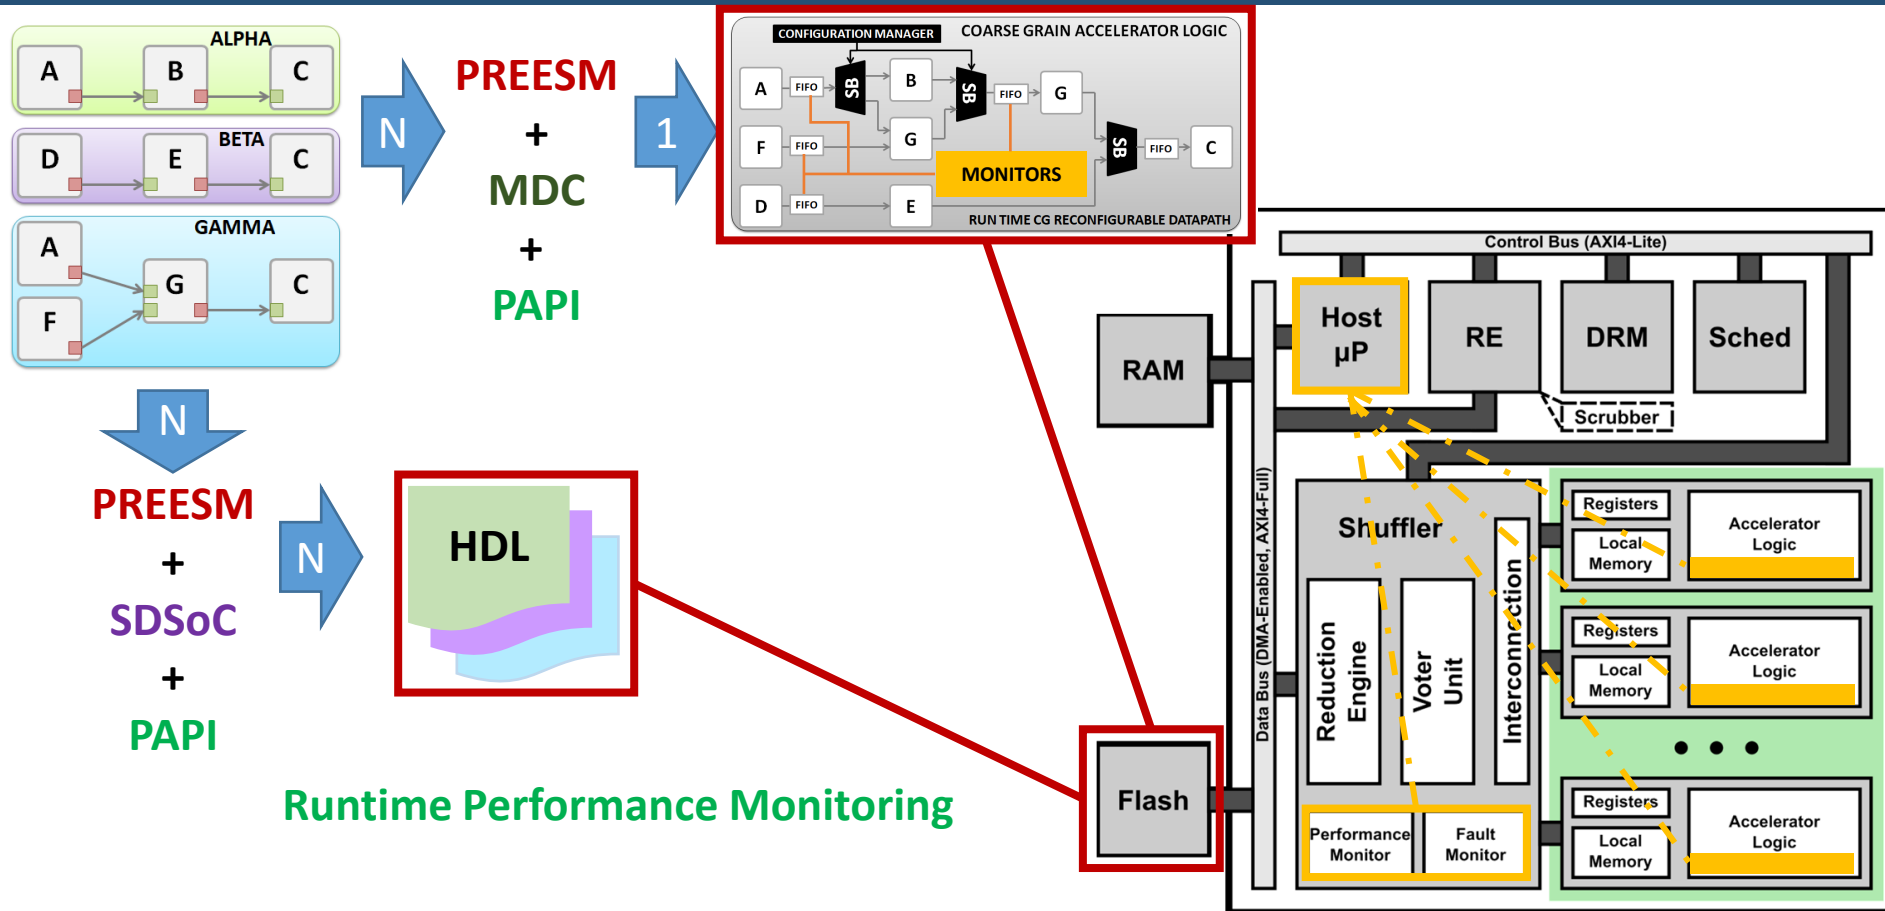 ALPHA
A
B
C
BETA
D
E
C
GAMMA
A
F
G
C
N
PREESM
+
MDC
+
PAPI
1
CONFIGURATION MANAGER
COARSE GRAIN ACCELERATOR LOGIC
A
FIFO
SB
B
SB
FIFO
G
F
FIFO
G
SB
FIFO
C
MONITORS
D
FIFO
E
RUN TIME CG RECONFIGURABLE DATAPATH
N
PREESM
+
SDSoC
+
PAPI
N
HDL
Runtime Performance Monitoring
Control Bus (AXI4-Lite)
Host
µP
RE
DRM
Sched
Scrubber
RAM
Flash
Data Bus (DMA-Enabled, AXI4-Full)
Shuffler
Reduction
Engine
Voter
Unit
Interconnection
Performance
Monitor
Fault
Monitor
Registers
Local
Memory
Accelerator
Logic
Registers
Local
Memory
Accelerator
Logic
Registers
Local
Memory
Accelerator
Logic